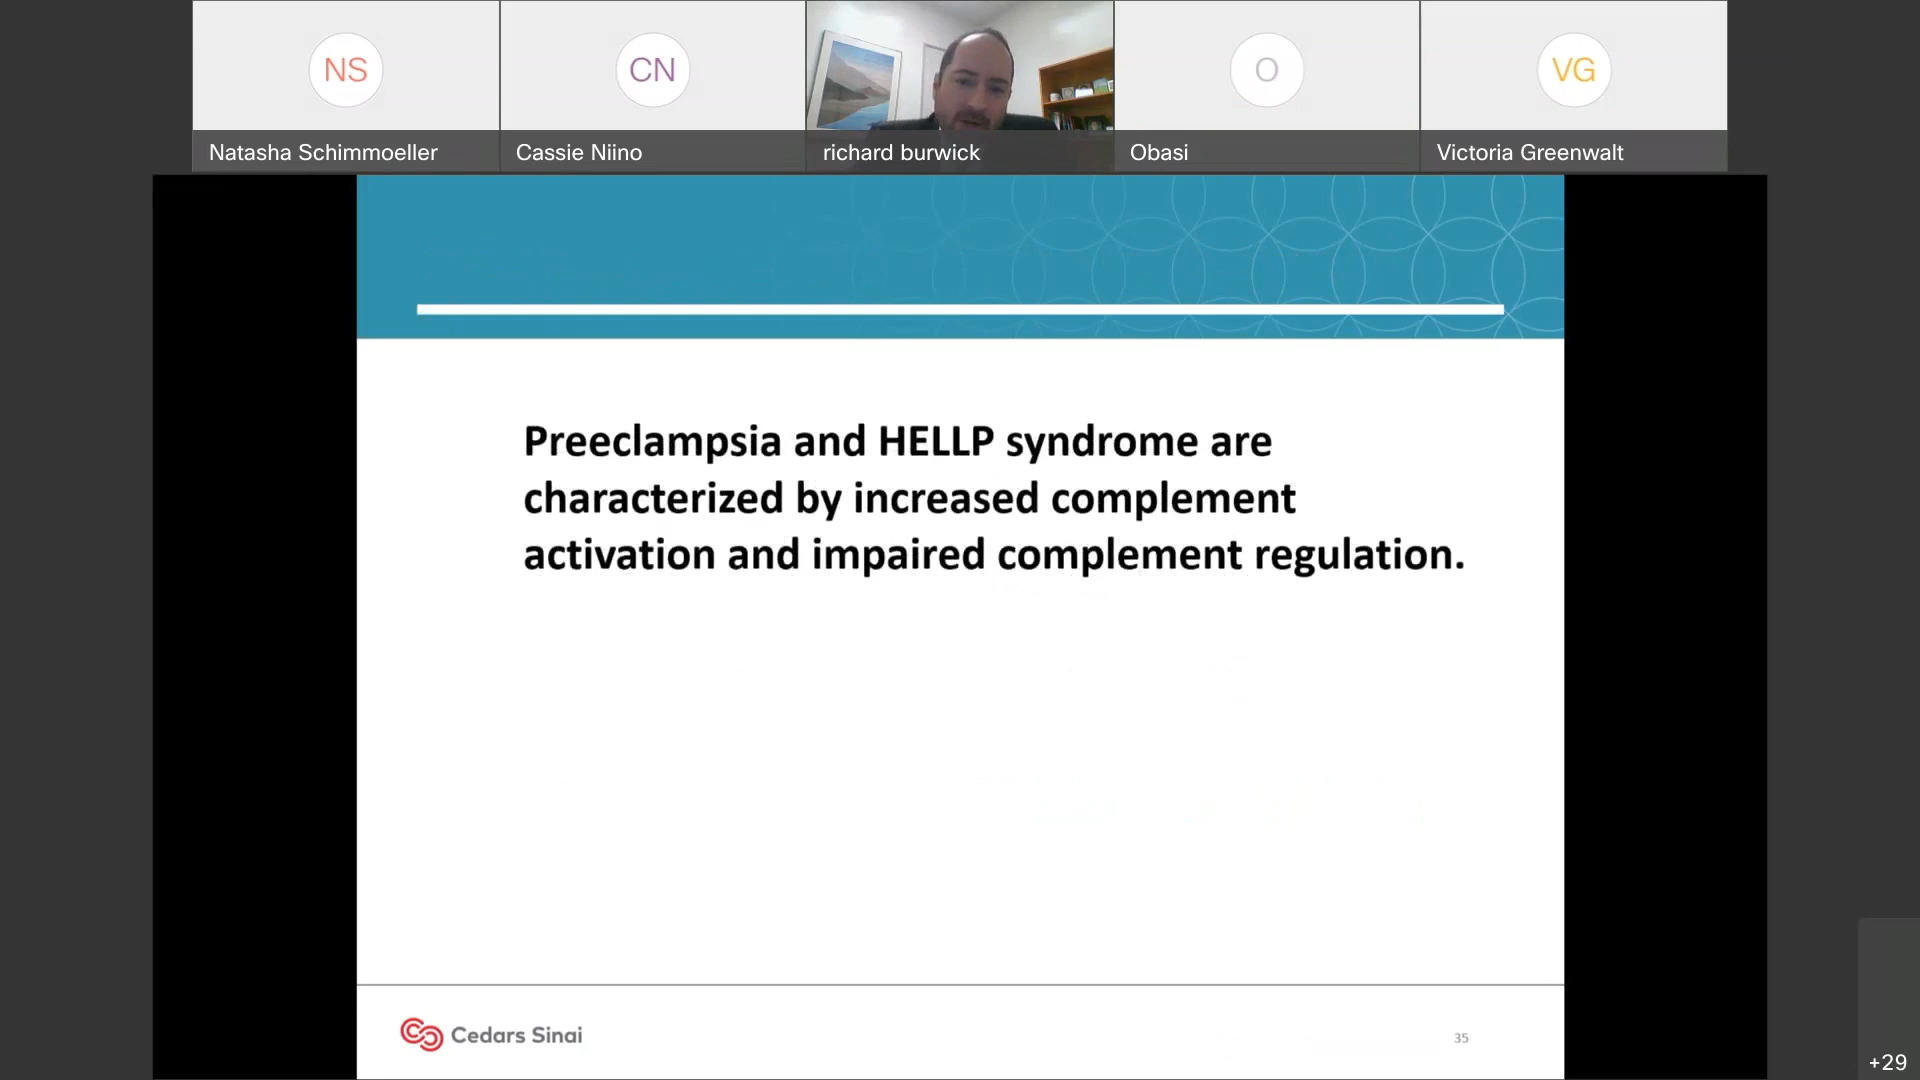 NS
CN
O
VG
Natasha Schimmoeller
Cassie Niino
richard burwick
Obasi
Victoria Greenwalt
Preeclampsia and HELLP syndrome are
characterized by increased complement
activation and impaired complement regulation.
Cedars Sinai
35
+29